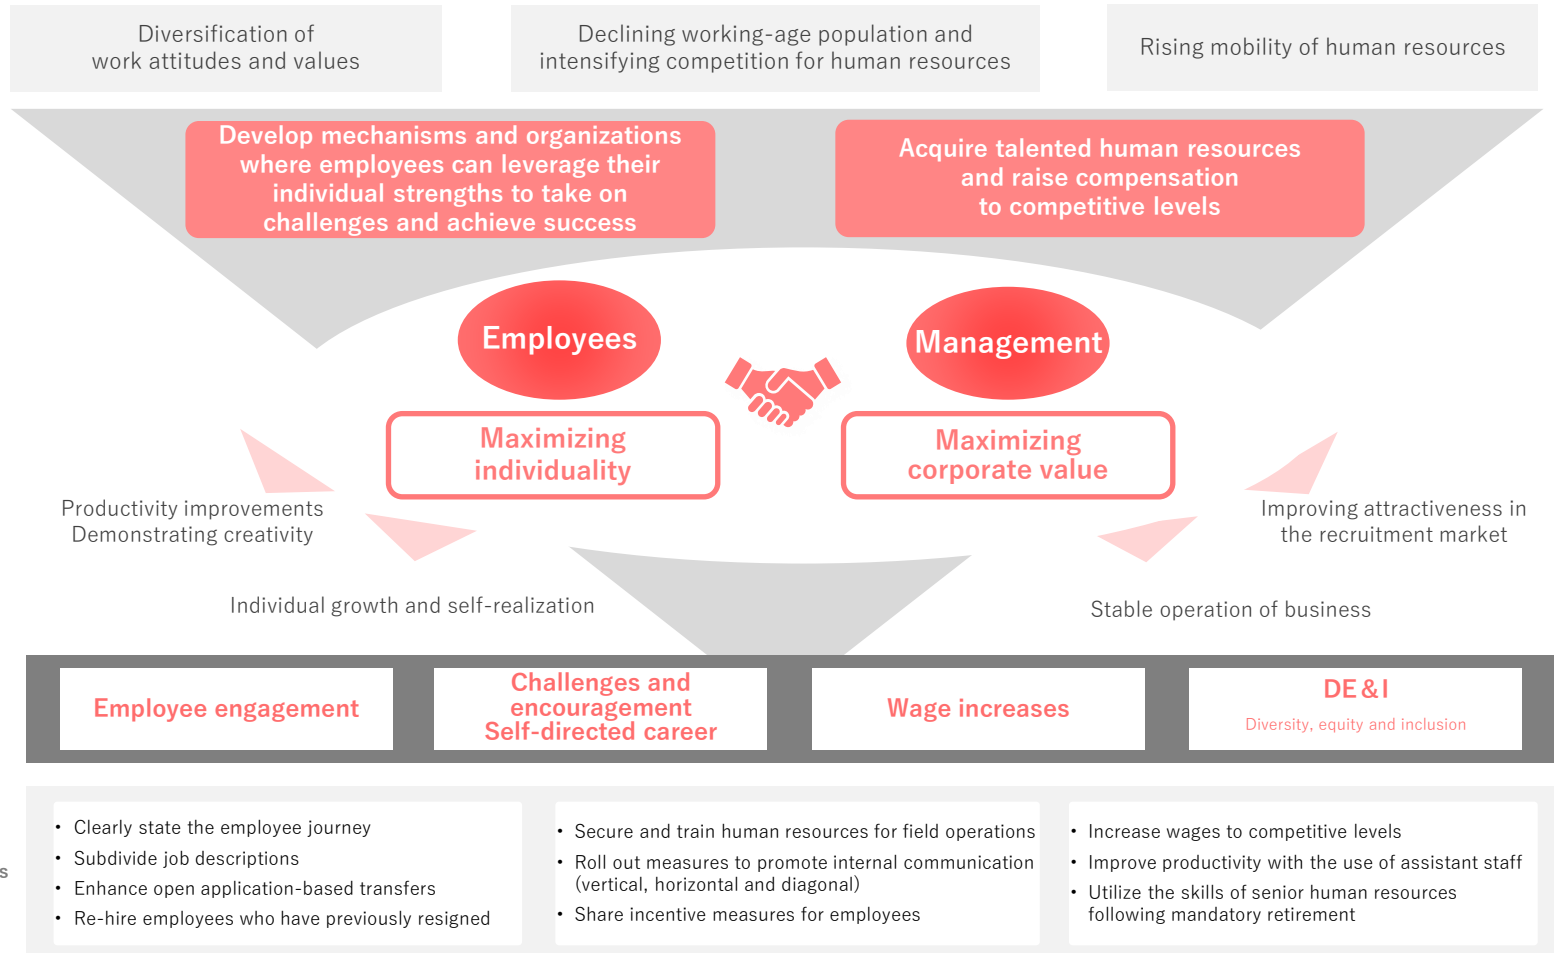 Diversification of
work attitudes and values
Declining working-age population and
intensifying competition for human resources
Rising mobility of human resources
Develop mechanisms and organizations
where employees can leverage their
individual strengths to take on
challenges and achieve success
Acquire talented human resources
and raise compensation
to competitive levels
Employees
Management
Maximizing
individuality
Maximizing
corporate value
Productivity improvements
Demonstrating creativity
Improving attractiveness in
the recruitment market
Individual growth and self-realization
Stable operation of business
Employee engagement
Challenges and
encouragement
Self-directed career
Wage increases
DE&I
Diversity, equity and inclusion
s
• Clearly state the employee journey
• Subdivide job descriptions
• Enhance open application-based transfers
• Re-hire employees who have previously resigned
• Secure and train human resources for field operations
• Roll out measures to promote internal communication
(vertical, horizontal and diagonal)
• Share incentive measures for employees
• Increase wages to competitive levels
• Improve productivity with the use of assistant staff
• Utilize the skills of senior human resources
following mandatory retirement